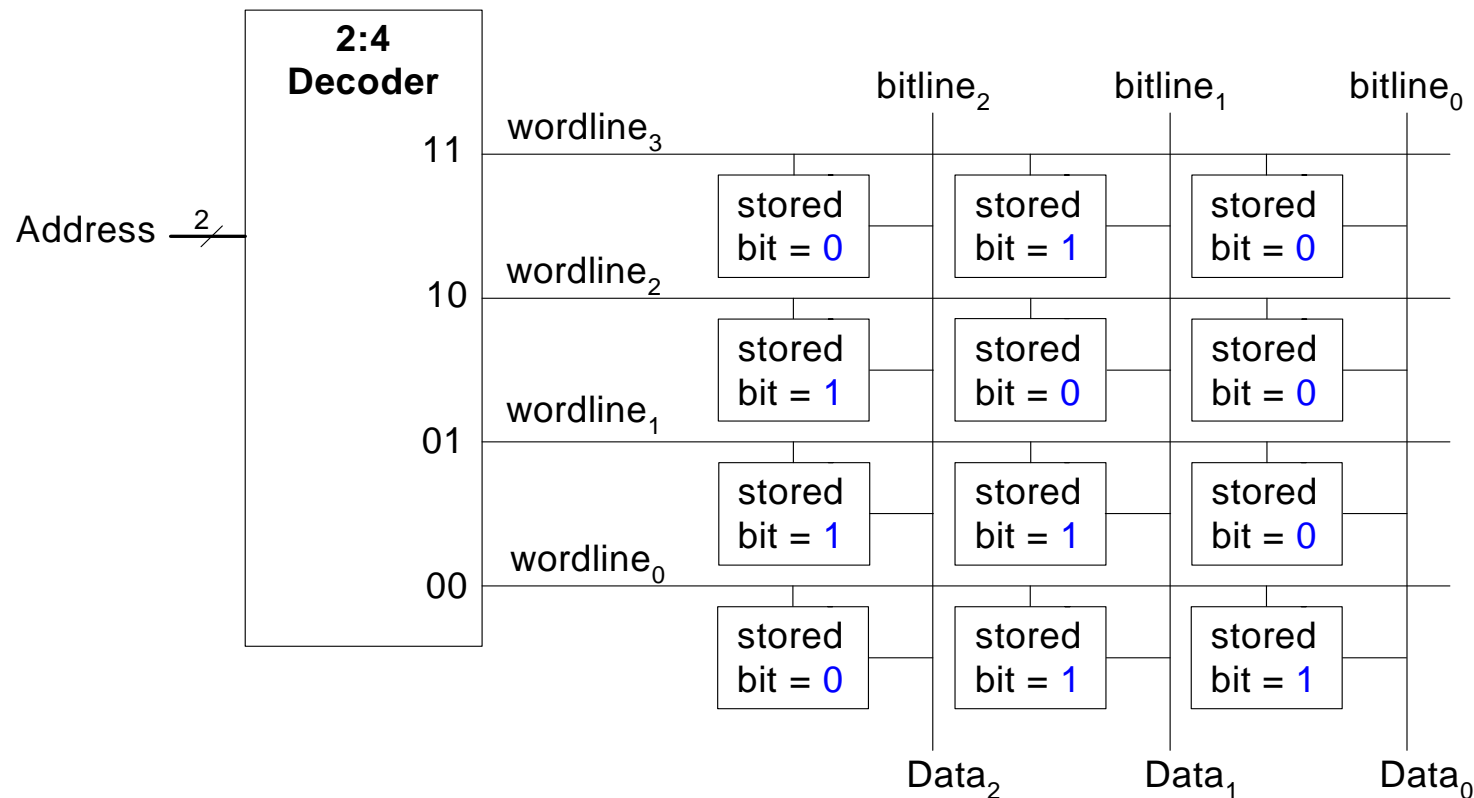 2:4
Decoder
bitline₂ bitline₁ bitline₀
wordline₃
11
stored stored stored
bit = 0 bit = 1 bit = 0
Address 2
wordline₂
10
stored stored stored
bit = 1 bit = 0 bit = 0
wordline₁
01
stored stored stored
bit = 1 bit = 1 bit = 0
wordline₀
00
stored stored stored
bit = 0 bit = 1 bit = 1
Data₂ Data₁ Data₀